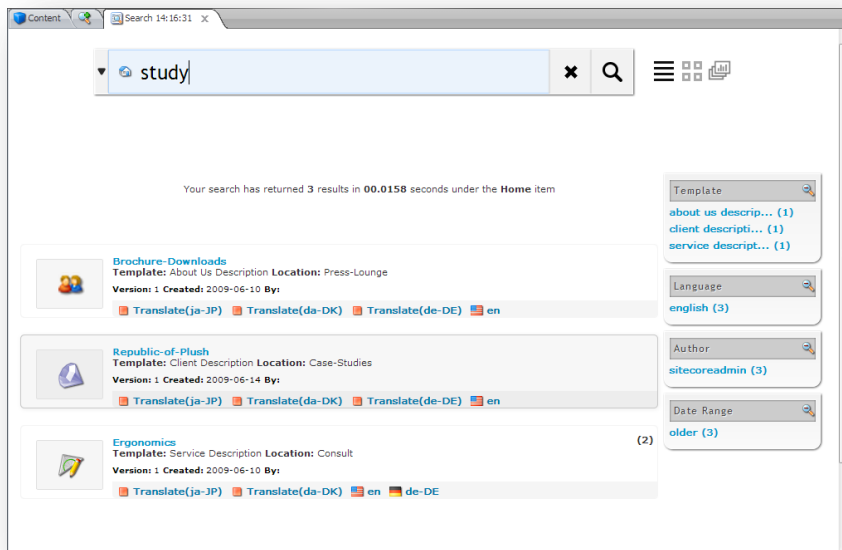 Content
Search 14:16:31 x
study
Your search has returned 3 results in 00.0158 seconds under the Home item
Brochure-Downloads
Template: About Us Description Location: Press-Lounge
Version: 1 Created: 2009-06-10 By:
Translate(ja-JP) Translate(da-DK) Translate(de-DE) en
Republic-of-Plush
Template: Client Description Location: Case-Studies
Version: 1 Created: 2009-06-14 By:
Translate(ja-JP) Translate(da-DK) Translate(de-DE) en
Ergonomics (2)
Template: Service Description Location: Consult
Version: 1 Created: 2009-06-10 By:
Translate(ja-JP) Translate(da-DK) en de-DE
Template
about us descrip... (1)
client descripti... (1)
service descript... (1)
Language
english (3)
Author
sitecoreadmin (3)
Date Range
older (3)